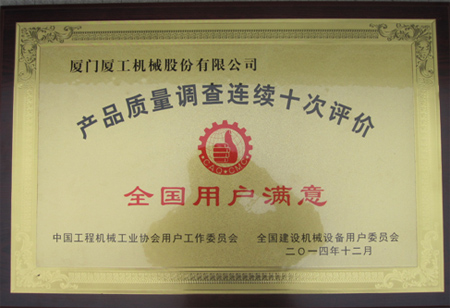 厦门厦工机械股份有限公司
产品质量调查连续十次评价
CAQ·CMC
全国用户满意
中国工程机械工业协会用户工作委员会 全国建设机械设备用户委员会
二〇一四年十二月